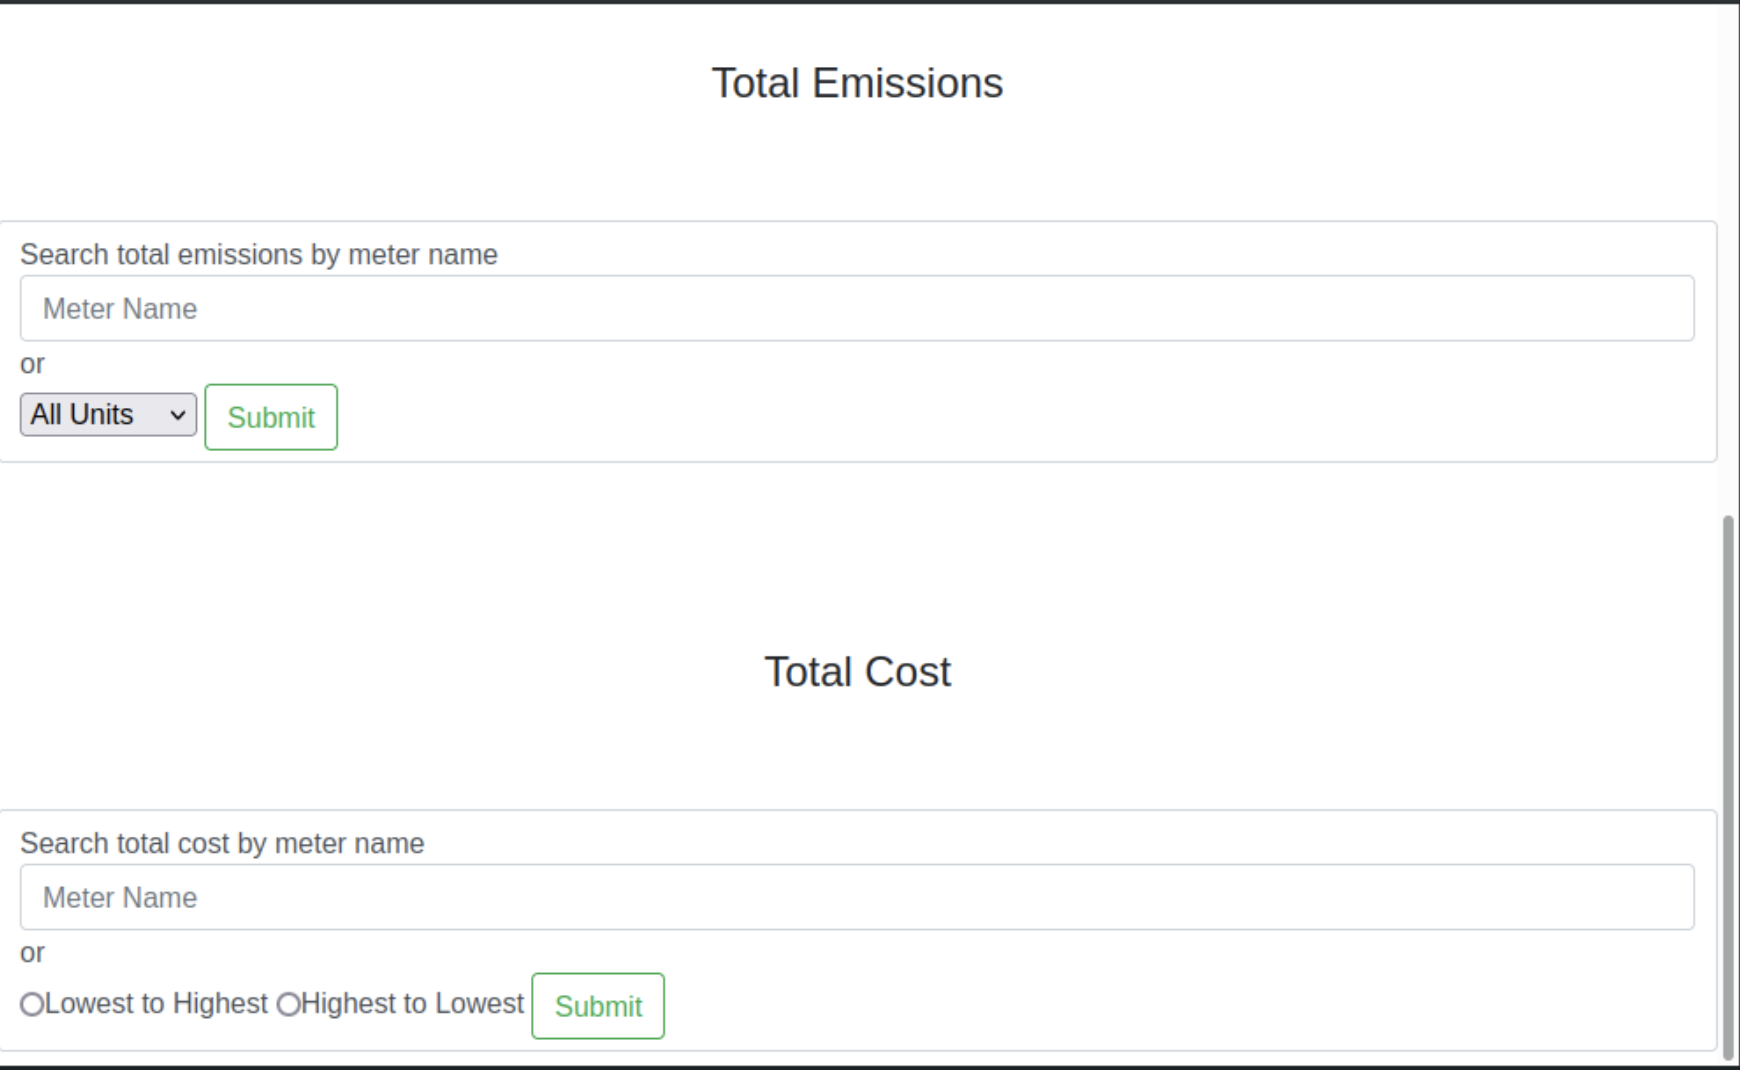 Total Emissions
Search total emissions by meter name
Meter Name
or
All Units Submit
Total Cost
Search total cost by meter name
Meter Name
or
Lowest to Highest Highest to Lowest Submit